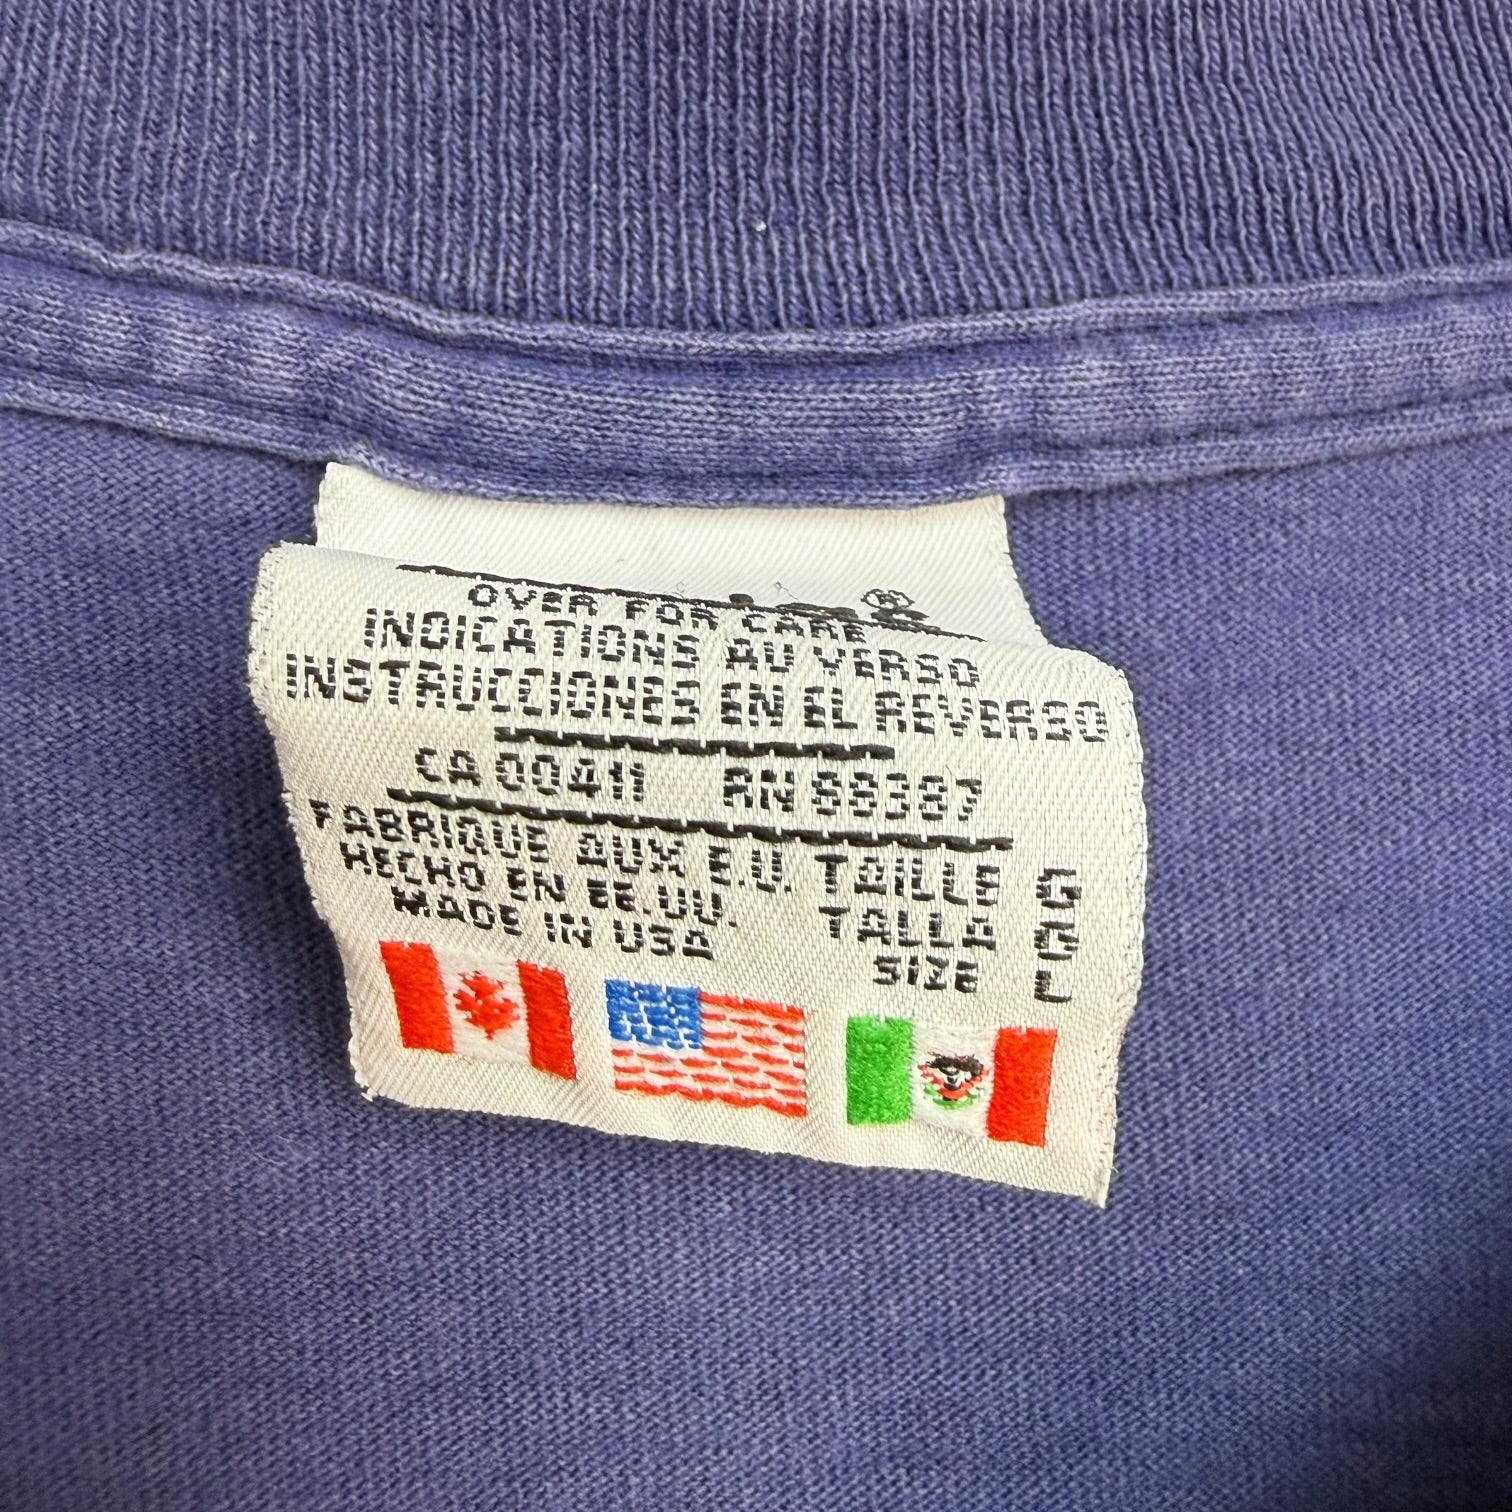 ®
OVER FOR CARE
INDICATIONS AU VERSO
INSTRUCCIONES EN EL REVERSO
CA 00411 RN 89387
FABRIQUE AUX E.U. TAILLE G
HECHO EN EE.UU. TALLA G
MADE IN USA SIZE L